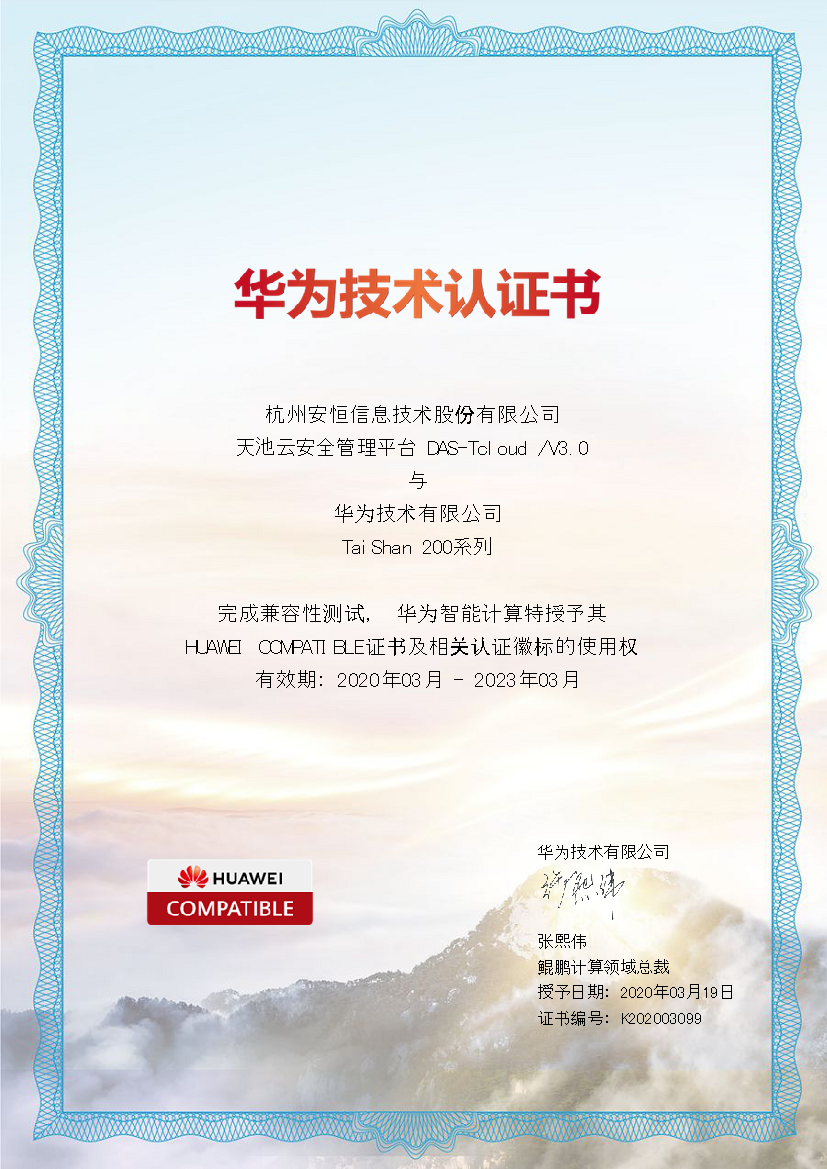 华为技术认证书
杭州安恒信息技术股份有限公司
天池云安全管理平台 DAS-Tcloud /V3.0
与
华为技术有限公司
TaiShan 200系列
完成兼容性测试， 华为智能计算特授予其
HUAWEI COMPATIBLE证书及相关认证徽标的使用权
有效期：2020年03月 - 2023年03月
HUAWEI
COMPATIBLE
华为技术有限公司
张熙伟
张熙伟
鲲鹏计算领域总裁
授予日期：2020年03月19日
证书编号：K202003099